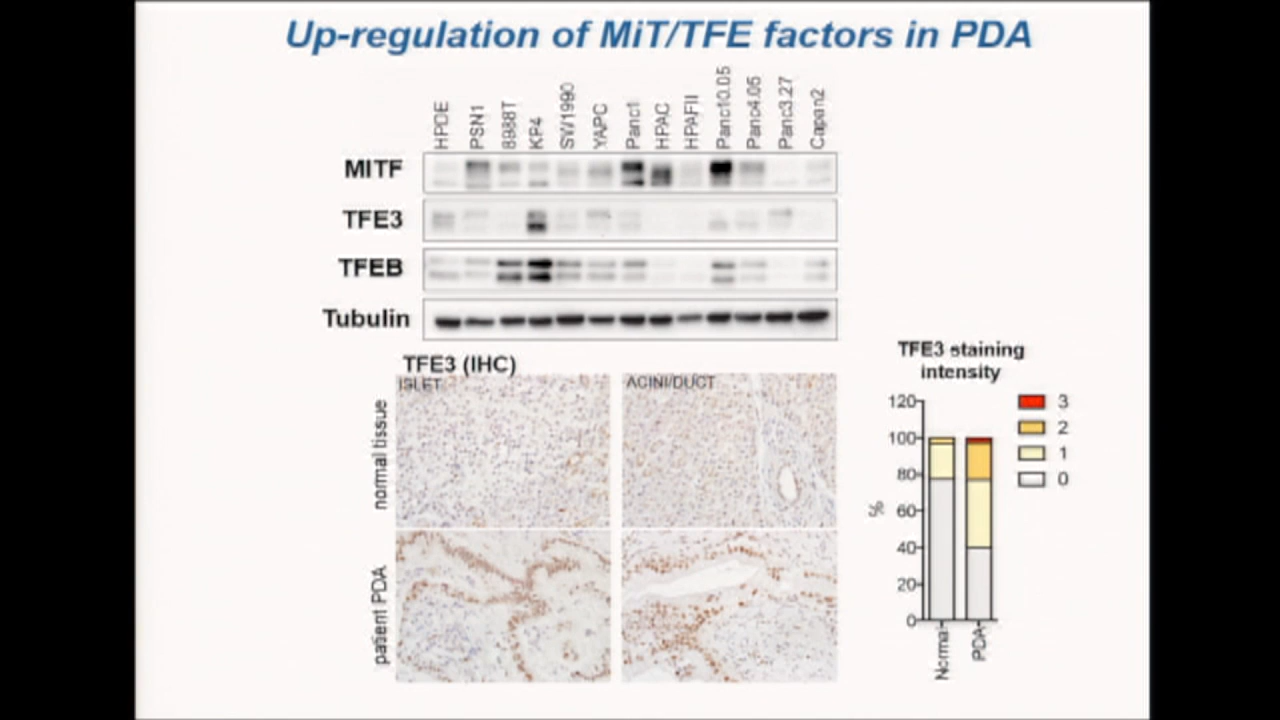 Up-regulation of MiT/TFE factors in PDA
HPDE PSN1 8988T KP4 SW1990 YAPC Panc1 HPAC HPAFII Panc10.05 Panc4.05 Panc3.27 Capan2
MITF
TFE3
TFEB
Tubulin
TFE3 (IHC)
ISLET ACINI/DUCT
normal tissue
patient PDA
TFE3 staining
intensity
120
100
80
60
40
20
0
%
Normal PDA
3
2
1
0